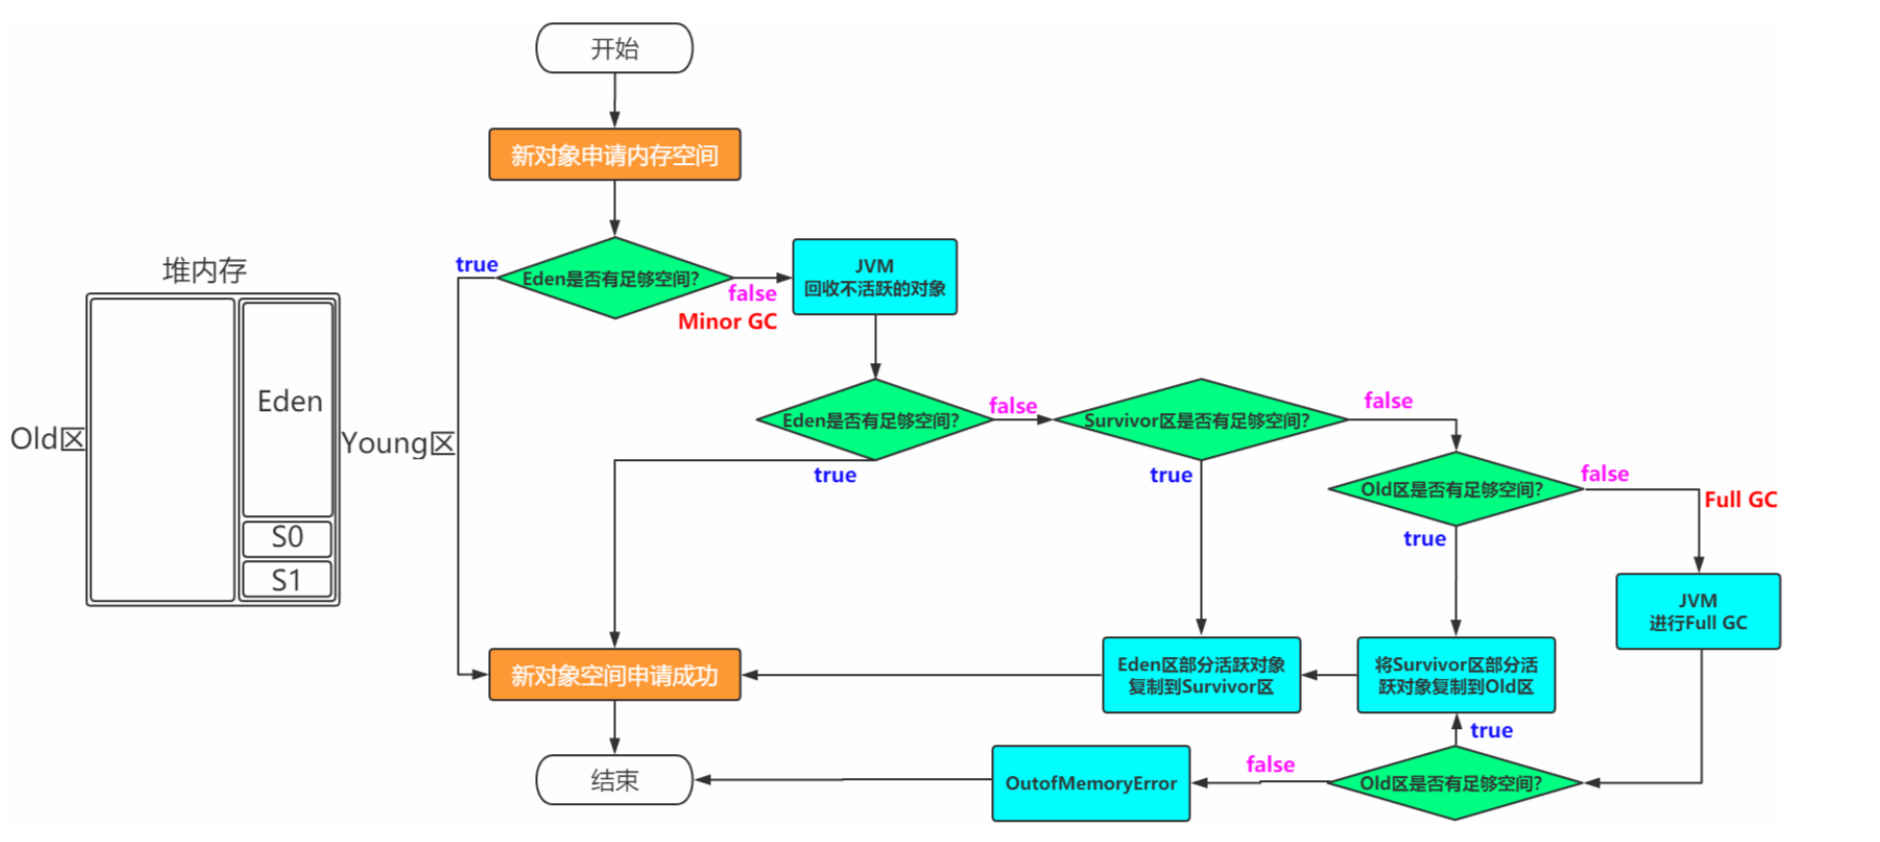 开始
新对象申请内存空间
true
Eden是否有足够空间?
false
Minor GC
JVM
回收不活跃的对象
堆内存
Old区
Eden
S0
S1
Young区
Eden是否有足够空间?
false
true
Survivor区是否有足够空间?
false
true
Old区是否有足够空间?
false
Full GC
true
JVM
进行Full GC
新对象空间申请成功
Eden区部分活跃对象
复制到Survivor区
将Survivor区部分活
跃对象复制到Old区
true
结束
OutofMemoryError
false
Old区是否有足够空间?